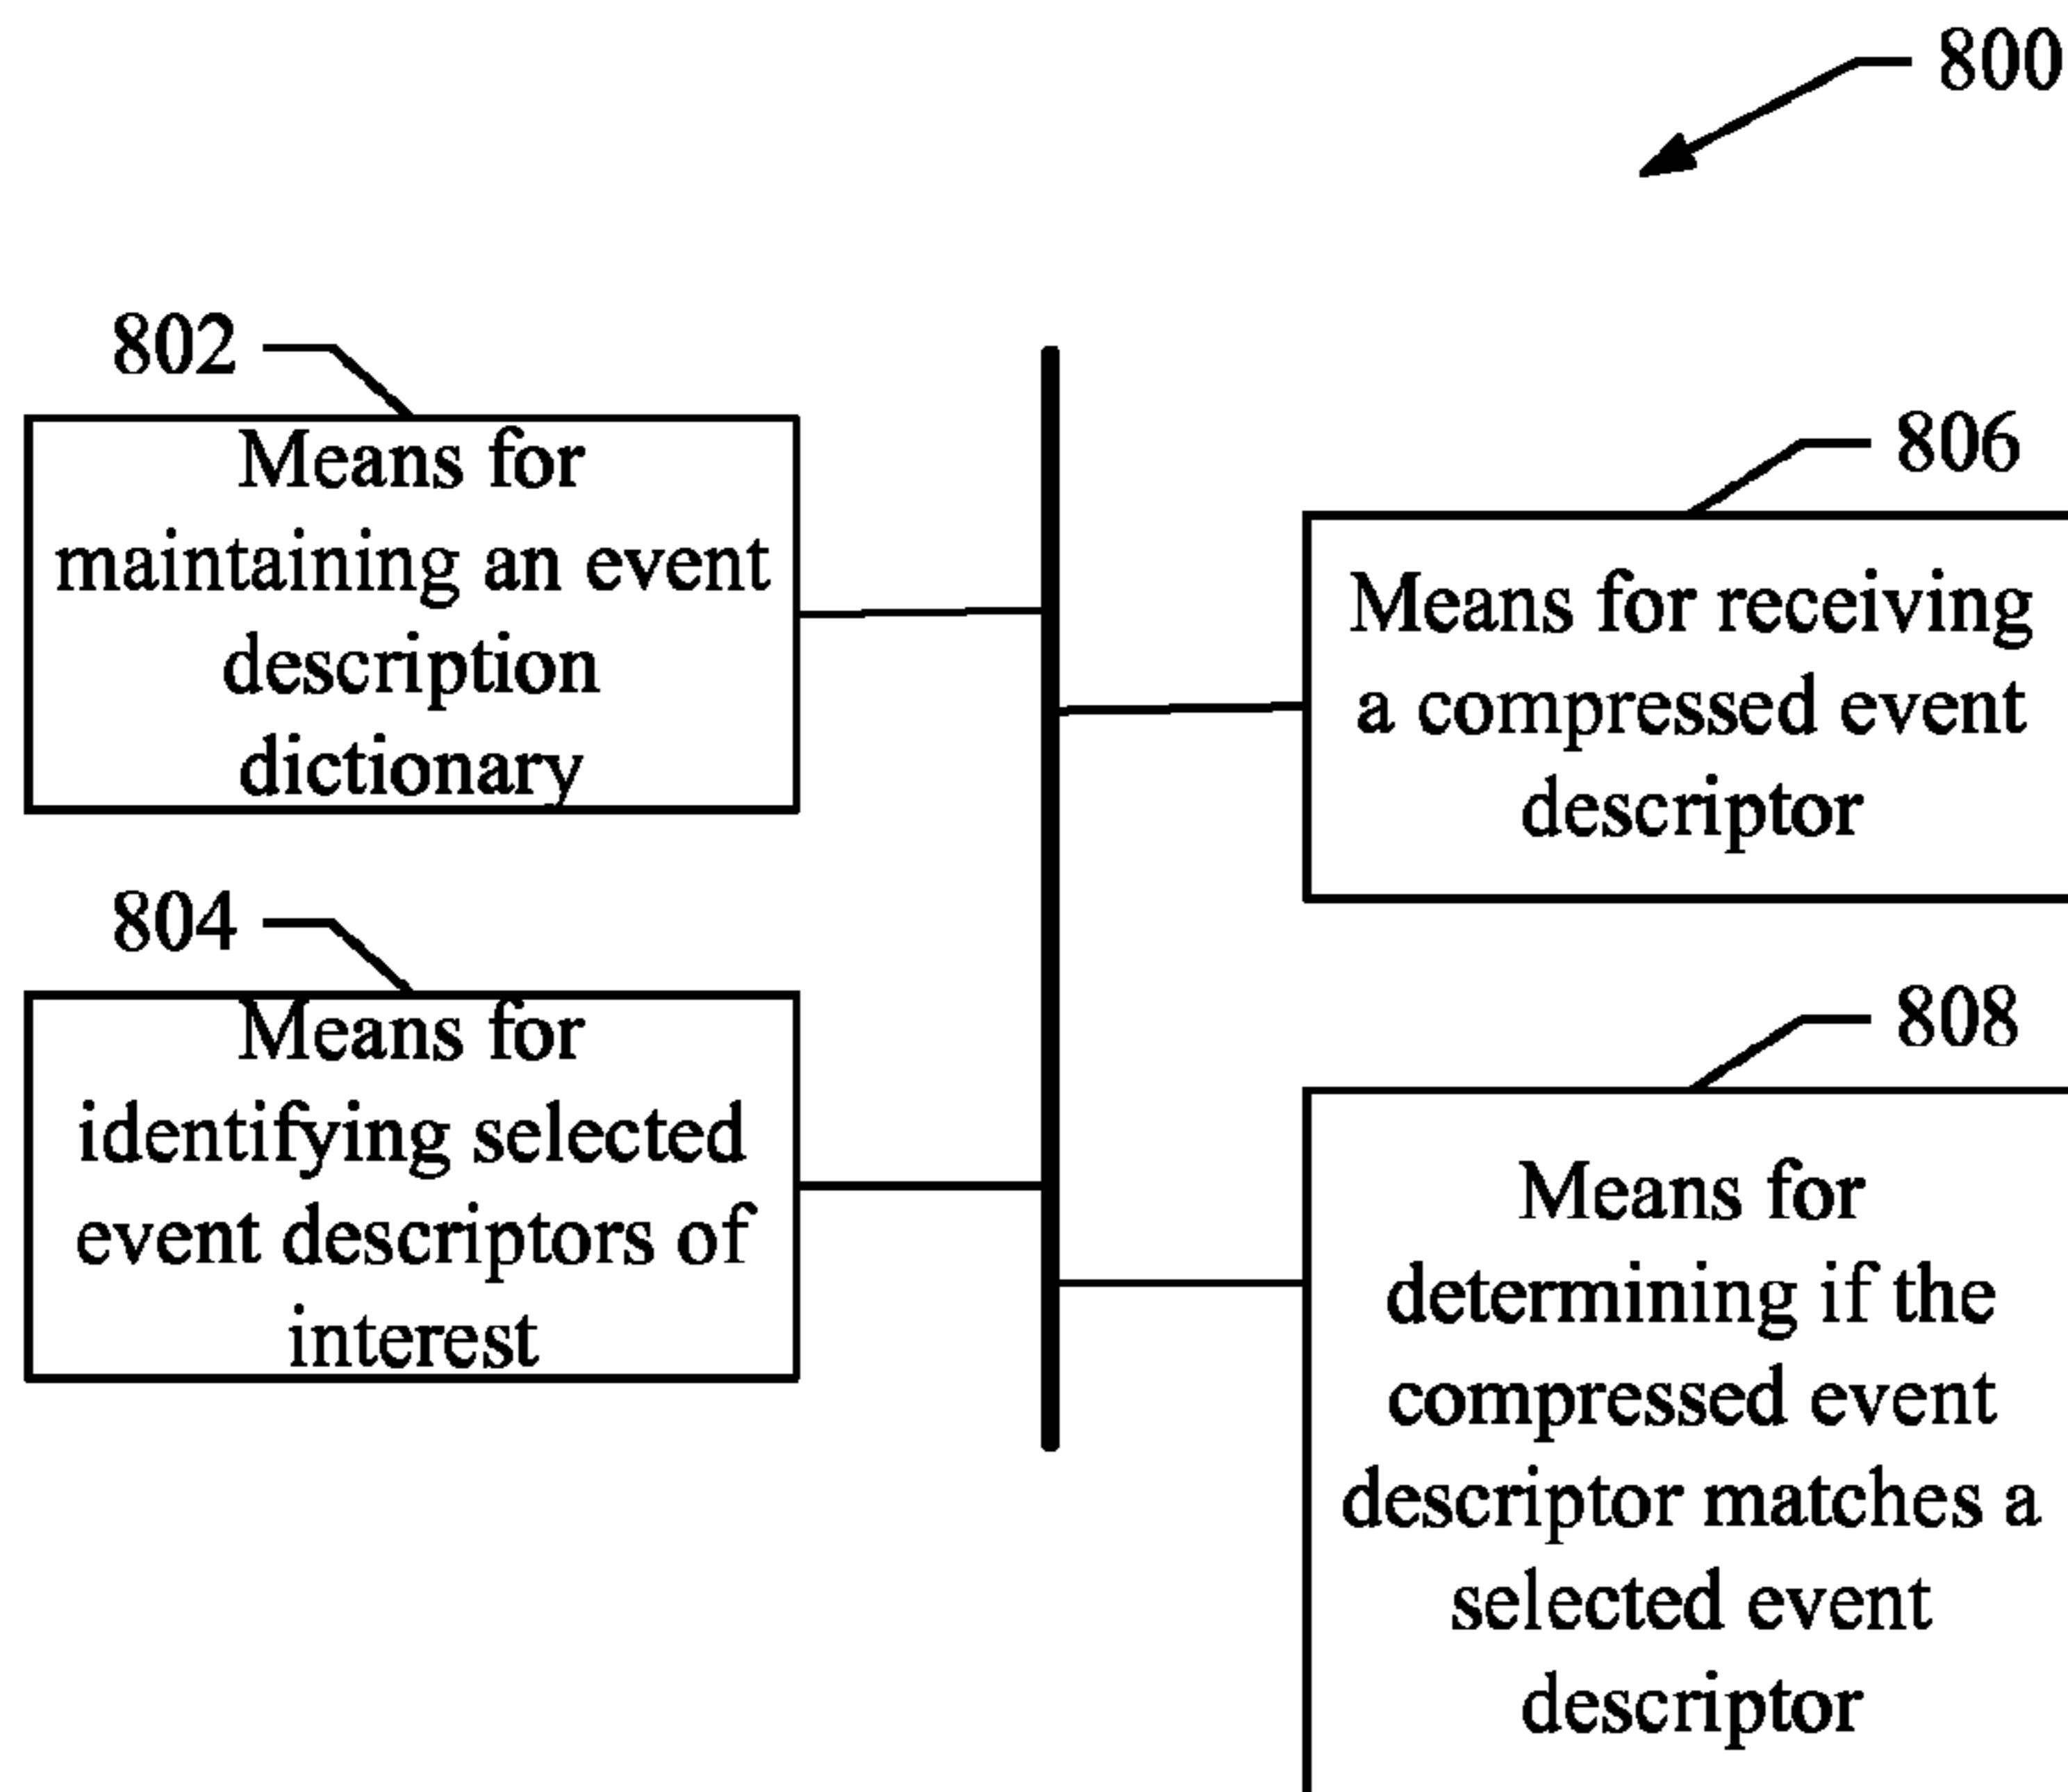 800
802
Means for
maintaining an event
description
dictionary
806
Means for receiving
a compressed event
descriptor
804
Means for
identifying selected
event descriptors of
interest
808
Means for
determining if the
compressed event
descriptor matches a
selected event
descriptor